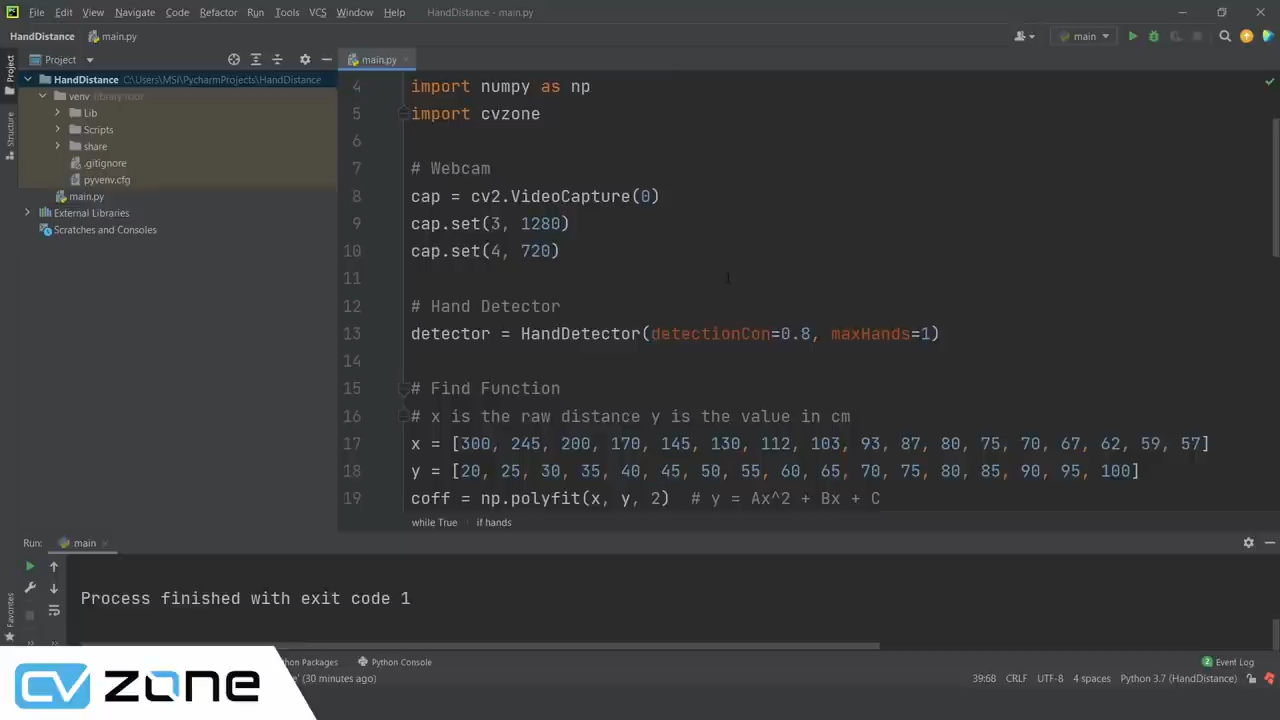 File Edit View Navigate Code Refactor Run Tools VCS Window Help HandDistance - main.py
HandDistance main.py main
Project main.py
Project
HandDistance C:\Users\MSI\PycharmProjects\HandDistance
venv library root
Lib
Scripts
share
.gitignore
pyvenv.cfg
main.py
External Libraries
Scratches and Consoles
Structure
4 import numpy as np
5 import cvzone
6
7 # Webcam
8 cap = cv2.VideoCapture(0)
9 cap.set(3, 1280)
10 cap.set(4, 720)
11
12 # Hand Detector
13 detector = HandDetector(detectionCon=0.8, maxHands=1)
14
15 # Find Function
16 # x is the raw distance y is the value in cm
17 x = [300, 245, 200, 170, 145, 130, 112, 103, 93, 87, 80, 75, 70, 67, 62, 59, 57]
18 y = [20, 25, 30, 35, 40, 45, 50, 55, 60, 65, 70, 75, 80, 85, 90, 95, 100]
19 coff = np.polyfit(x, y, 2) # y = Ax^2 + Bx + C
while True if hands
Run: main
Process finished with exit code 1
Favorites
Packages Python Console Event Log
(30 minutes ago) 39:68 CRLF UTF-8 4 spaces Python 3.7 (HandDistance)
CV ZONE